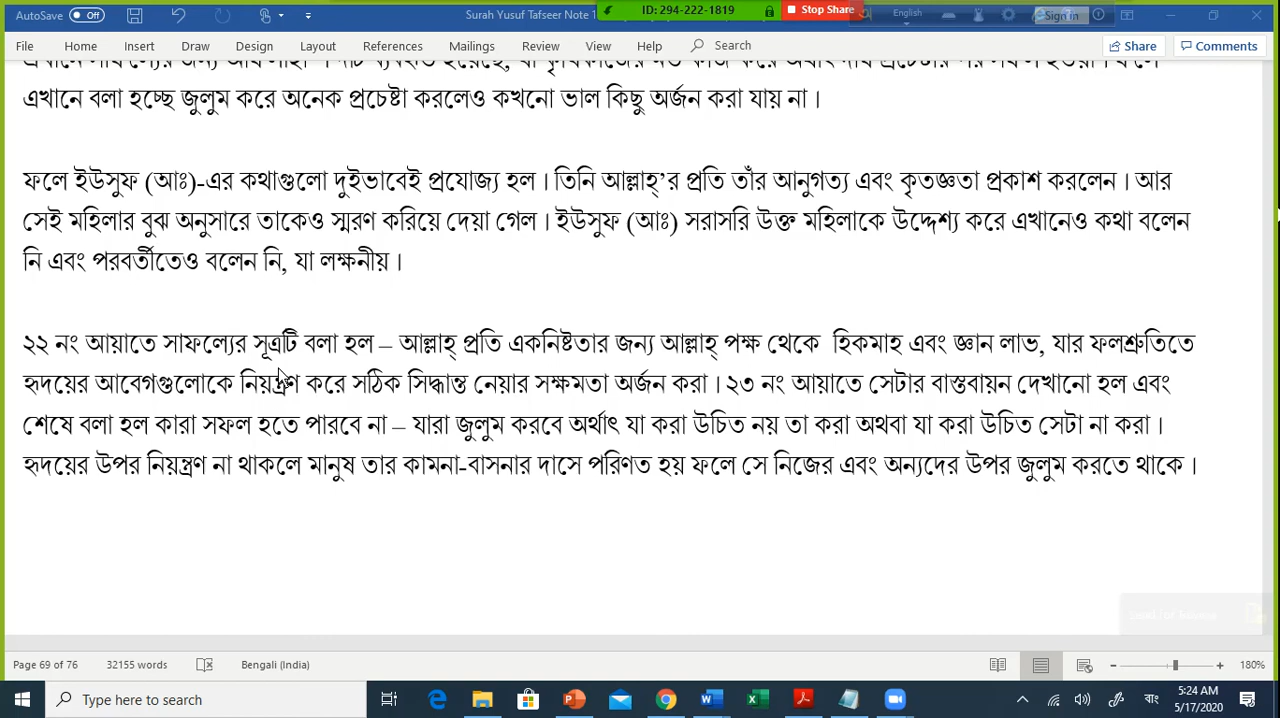 AutoSave Off Surah Yusuf Tafseer Note 1 ID: 294-222-1819 Stop Share English Sign in
File Home Insert Draw Design Layout References Mailings Review View Help Search Share Comments
এখানে বলা হচ্ছে জুলুম করে অনেক প্রচেষ্টা করলেও কখনো ভাল কিছু অর্জন করা যায় না।
ফলে ইউসুফ (আঃ)-এর কথাগুলো দুইভাবেই প্রযোজ্য হল। তিনি আল্লাহ্’র প্রতি তাঁর আনুগত্য এবং কৃতজ্ঞতা প্রকাশ করলেন। আর
সেই মহিলার বুঝ অনুসারে তাকেও স্মরণ করিয়ে দেয়া গেল। ইউসুফ (আঃ) সরাসরি উক্ত মহিলাকে উদ্দেশ্য করে এখানেও কথা বলেন
নি এবং পরবর্তীতেও বলেন নি, যা লক্ষনীয়।
২২ নং আয়াতে সাফল্যের সূত্রটি বলা হল – আল্লাহ্ প্রতি একনিষ্টতার জন্য আল্লাহ্ পক্ষ থেকে হিকমাহ এবং জ্ঞান লাভ, যার ফলশ্রুতিতে
হৃদয়ের আবেগগুলোকে নিয়ন্ত্রণ করে সঠিক সিদ্ধান্ত নেয়ার সক্ষমতা অর্জন করা। ২৩ নং আয়াতে সেটার বাস্তবায়ন দেখানো হল এবং
শেষে বলা হল কারা সফল হতে পারবে না – যারা জুলুম করবে অর্থাৎ যা করা উচিত নয় তা করা অথবা যা করা উচিত সেটা না করা।
হৃদয়ের উপর নিয়ন্ত্রণ না থাকলে মানুষ তার কামনা-বাসনার দাসে পরিণত হয় ফলে সে নিজের এবং অন্যদের উপর জুলুম করতে থাকে।
Page 69 of 76 32155 words Bengali (India) 180%
Type here to search বাং 5:24 AM
5/17/2020